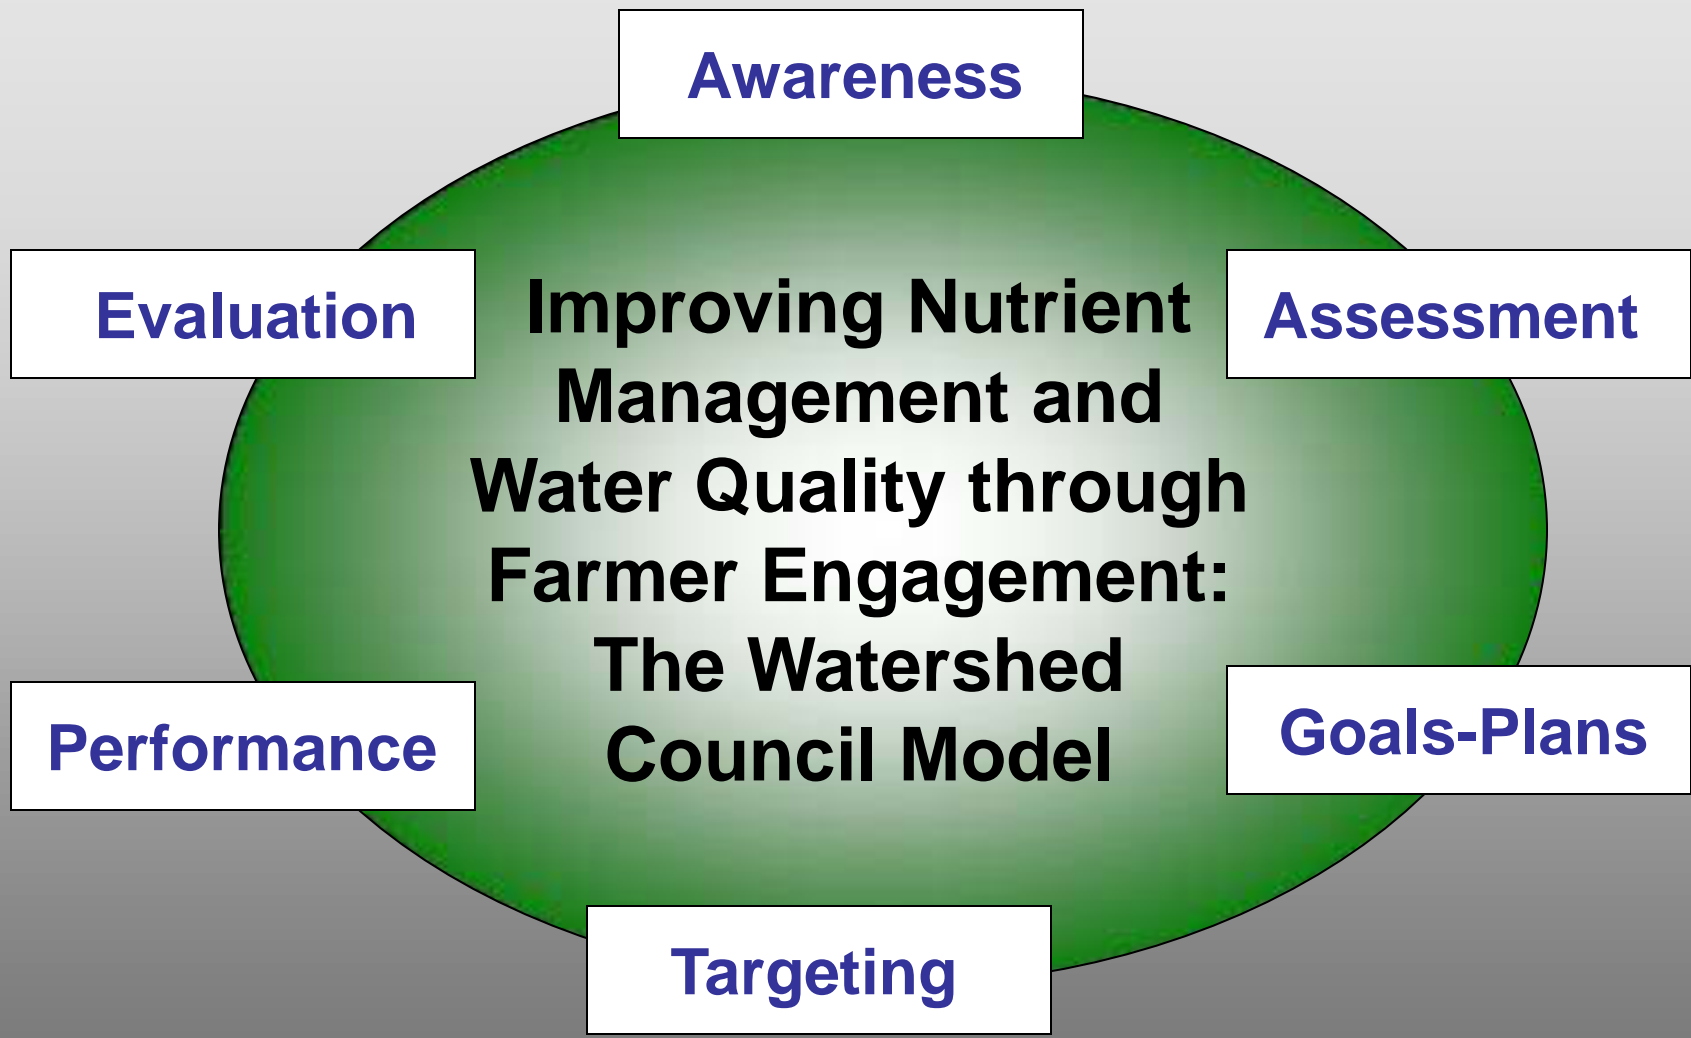 Awareness
Evaluation
Assessment
Improving Nutrient
Management and
Water Quality through
Farmer Engagement:
The Watershed
Council Model
Performance
Goals-Plans
Targeting